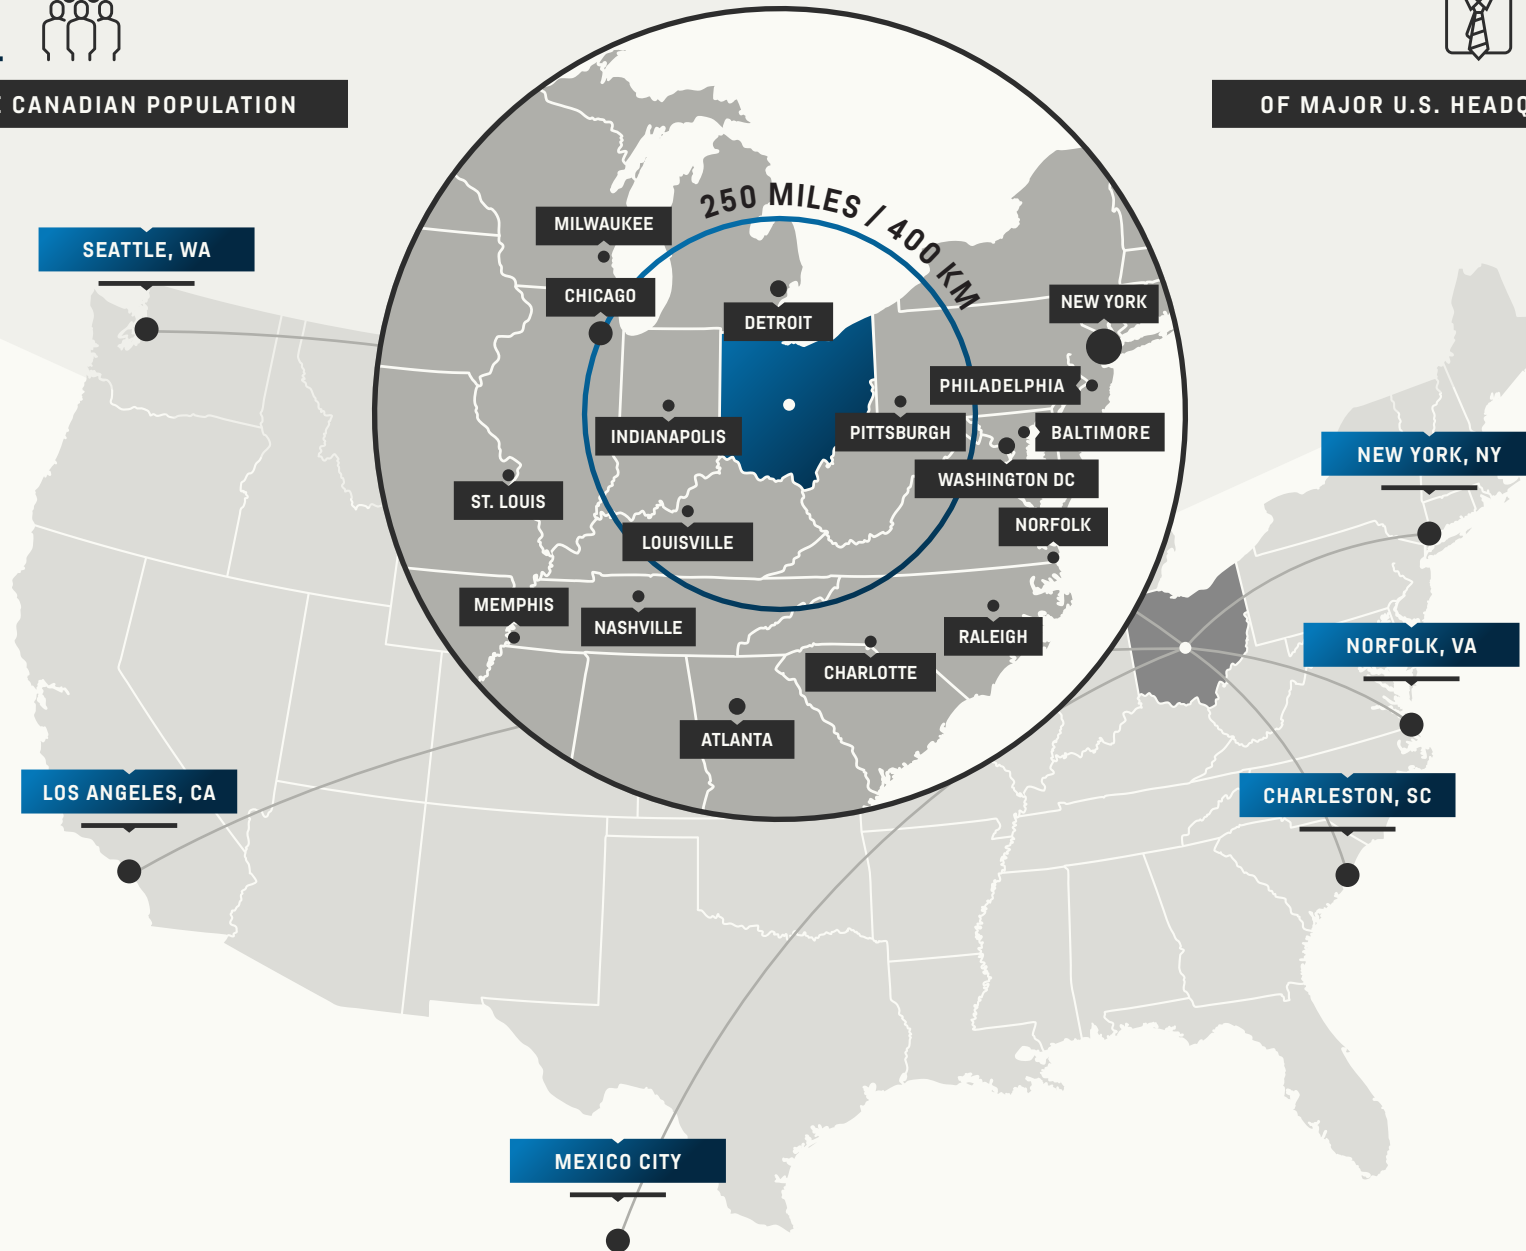 CANADIAN POPULATION
OF MAJOR U.S.
250 MILES / 400 KM
MILWAUKEE
SEATTLE, WA
CHICAGO
NEW YORK
DETROIT
PHILADELPHIA
INDIANAPOLIS
PITTSBURGH
BALTIMORE
NEW YORK, NY
WASHINGTON DC
ST. LOUIS
NORFOLK
LOUISVILLE
MEMPHIS
NASHVILLE
RALEIGH
NORFOLK, VA
CHARLOTTE
ATLANTA
LOS ANGELES, CA
CHARLESTON, SC
MEXICO CITY